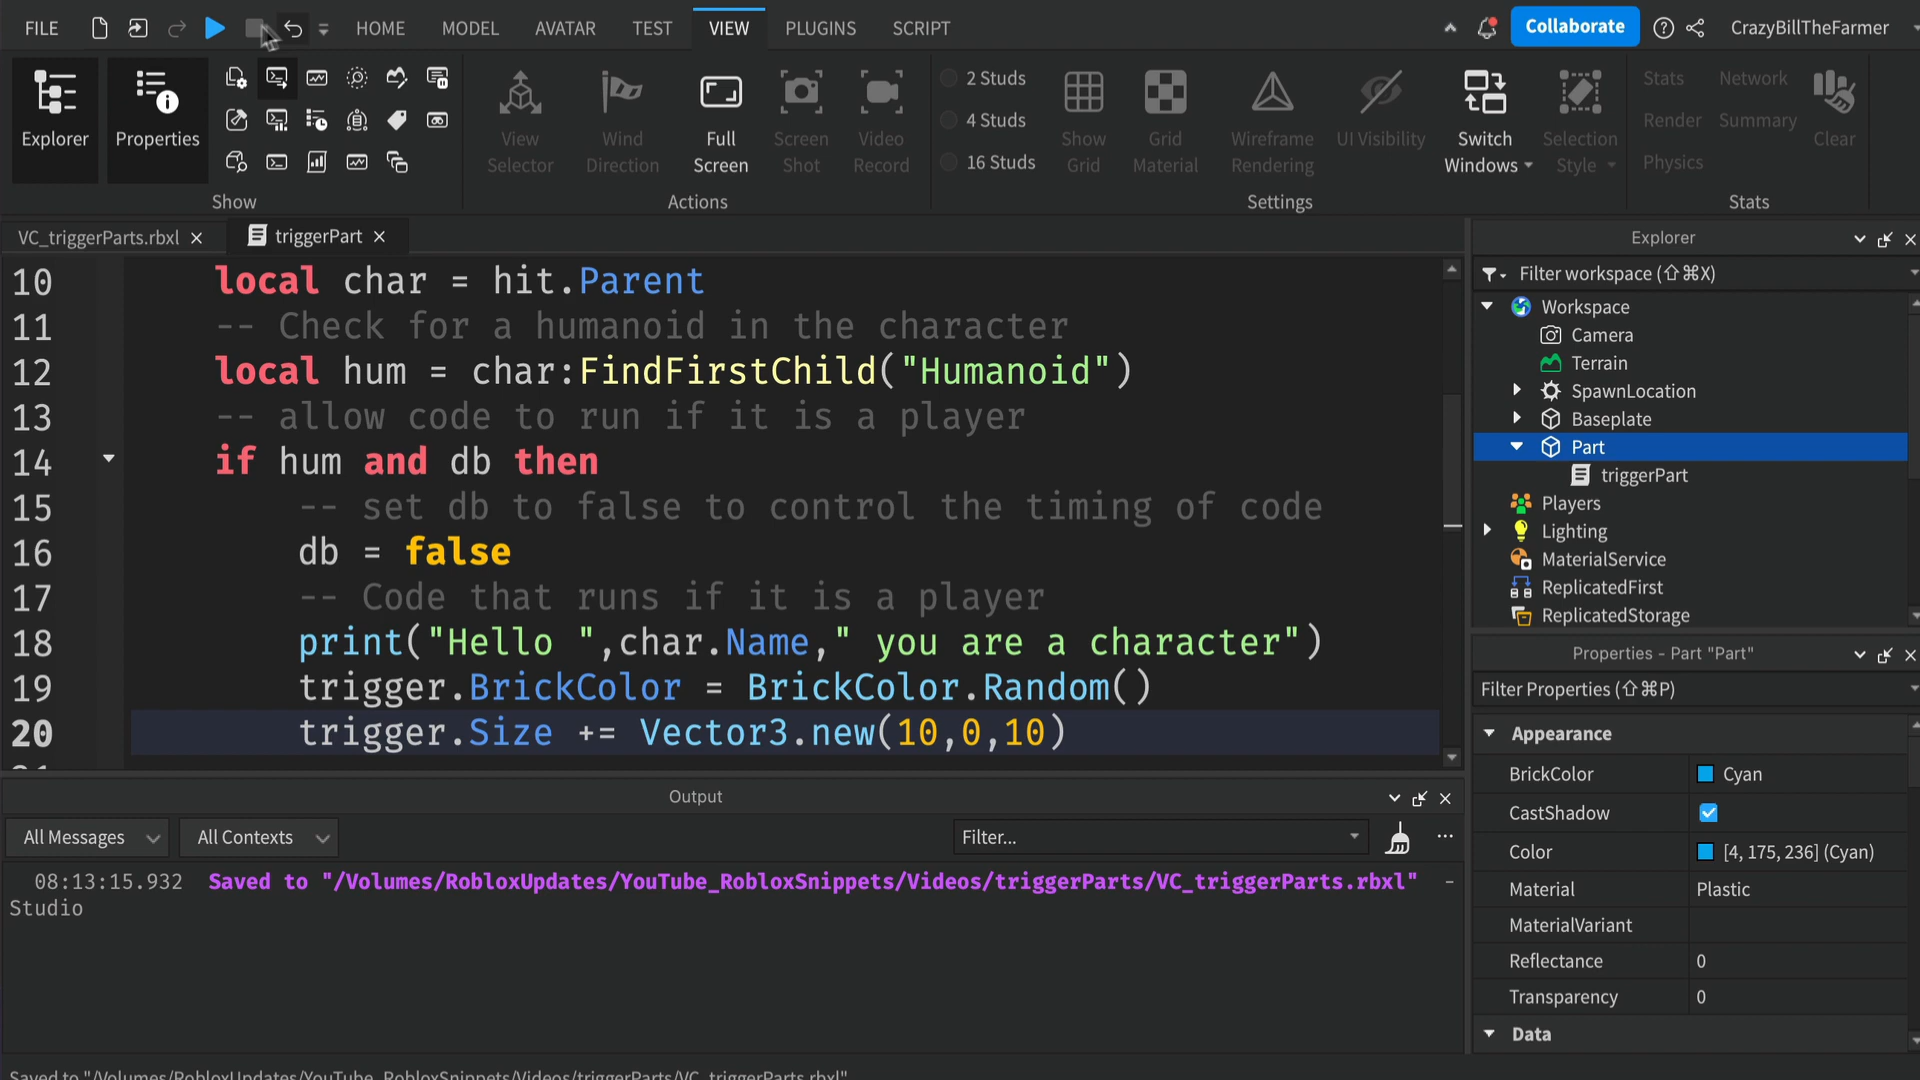 FILE HOME MODEL AVATAR TEST VIEW PLUGINS SCRIPT Collaborate CrazyBillTheFarmer
Explorer Properties
View Selector
Wind Direction
Full Screen
Screen Shot
Video Record
2 Studs
4 Studs
16 Studs
Show Grid
Grid Material
Wireframe Rendering
UI Visibility
Switch Windows
Selection Style
Stats Network
Render Summary
Physics
Clear
Show Actions Settings Stats
VC_triggerParts.rbxl triggerPart
10 local char = hit.Parent
11 -- Check for a humanoid in the character
12 local hum = char:FindFirstChild("Humanoid")
13 -- allow code to run if it is a player
14 if hum and db then
15 -- set db to false to control the timing of code
16 db = false
17 -- Code that runs if it is a player
18 print("Hello ",char.Name," you are a character")
19 trigger.BrickColor = BrickColor.Random()
20 trigger.Size += Vector3.new(10,0,10)
Output
All Messages All Contexts Filter...
08:13:15.932 Saved to "/Volumes/RobloxUpdates/YouTube_RobloxSnippets/Videos/triggerParts/VC_triggerParts.rbxl" -
Studio
Saved to "/Volumes/RobloxUpdates/YouTube_RobloxSnippets/Videos/triggerParts/VC_triggerParts.rbxl"
Explorer
Filter workspace (⇧⌘X)
Workspace
Camera
Terrain
SpawnLocation
Baseplate
Part
triggerPart
Players
Lighting
MaterialService
ReplicatedFirst
ReplicatedStorage
Properties - Part "Part"
Filter Properties (⇧⌘P)
Appearance
BrickColor Cyan
CastShadow
Color [4, 175, 236] (Cyan)
Material Plastic
MaterialVariant
Reflectance 0
Transparency 0
Data